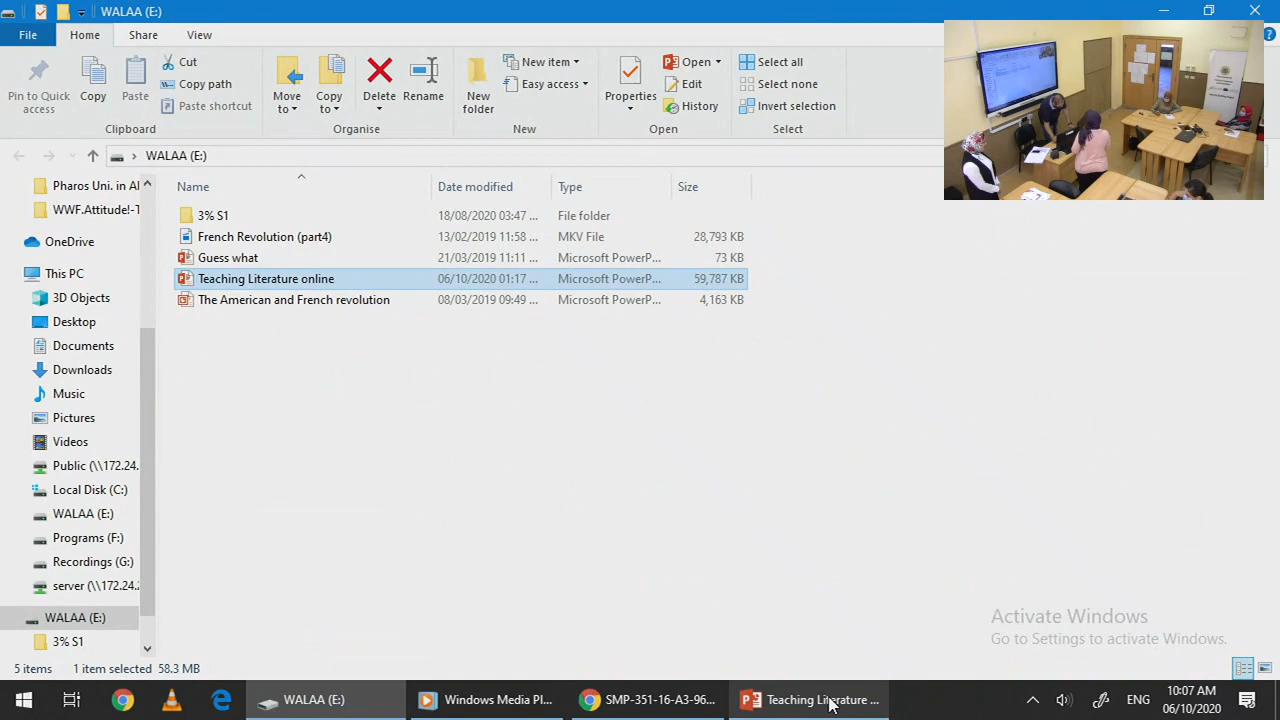 WALAA (E:)
File Home Share View
Pin to Quick access
Copy
Paste
Cut
Copy path
Paste shortcut
Clipboard
Move to
Copy to
Delete
Rename
Organise
New folder
New item
Easy access
New
Properties
Open
Edit
History
Open
Select all
Select none
Invert selection
Select
WALAA (E:)
Name Date modified Type Size
3% S1 18/08/2020 03:47 ... File folder
French Revolution (part4) 13/02/2019 11:58 ... MKV File 28,793 KB
Guess what 21/03/2019 11:11 ... Microsoft PowerP... 73 KB
Teaching Literature online 06/10/2020 01:17 ... Microsoft PowerP... 59,787 KB
The American and French revolution 08/03/2019 09:49 ... Microsoft PowerP... 4,163 KB
Pharos Uni. in Al
WWF.Attitude!-T
OneDrive
This PC
3D Objects
Desktop
Documents
Downloads
Music
Pictures
Videos
Public (\\172.24.
Local Disk (C:)
WALAA (E:)
Programs (F:)
Recordings (G:)
server (\\172.24.2
WALAA (E:)
3% S1
Activate Windows
Go to Settings to activate Windows.
5 items 1 item selected 58.3 MB
WALAA (E:)
Windows Media Pl...
SMP-351-16-A3-96...
Teaching Literature ...
ENG
10:07 AM
06/10/2020